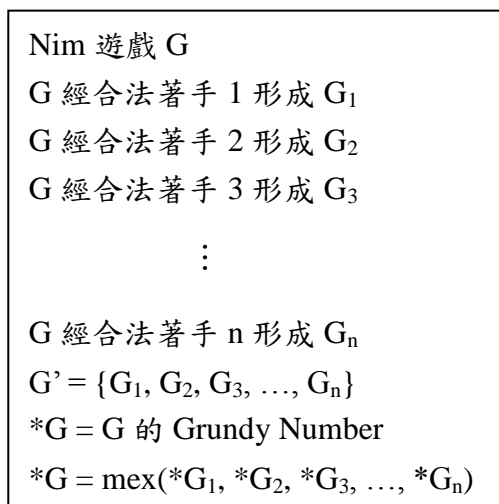 Nim 遊戲 G
G 經合法著手 1 形成 G₁
G 經合法著手 2 形成 G₂
G 經合法著手 3 形成 G₃
⋮
G 經合法著手 n 形成 Gₙ
G’ = {G₁, G₂, G₃, …, Gₙ}
*G = G 的 Grundy Number
*G = mex(*G₁, *G₂, *G₃, …, *Gₙ)